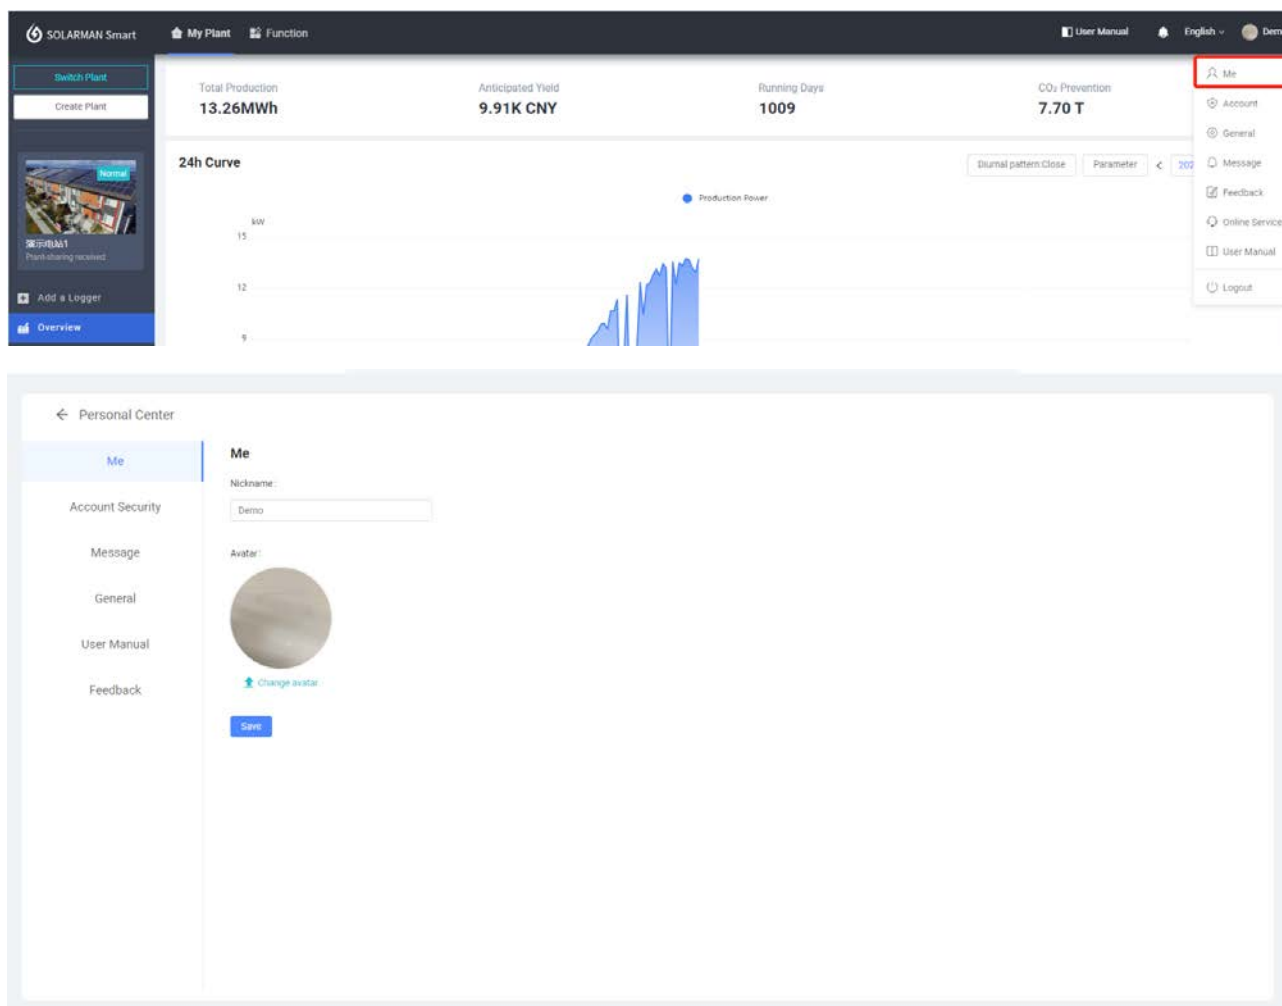 SOLARMAN Smart My Plant Function User Manual English Dem
Switch Plant
Create Plant
Normal
演示电站1
Plant-sharing received
Add a Logger
Overview
Total Production Anticipated Yield Running Days CO₂ Prevention
13.26MWh 9.91K CNY 1009 7.70 T
24h Curve Diurnal pattern:Close Parameter < 202
Production Power
kW
15
12
9
Me
Account
General
Message
Feedback
Online Service
User Manual
Logout
← Personal Center
Me
Account Security
Message
General
User Manual
Feedback
Me
Nickname:
Demo
Avatar:
Change avatar
Save